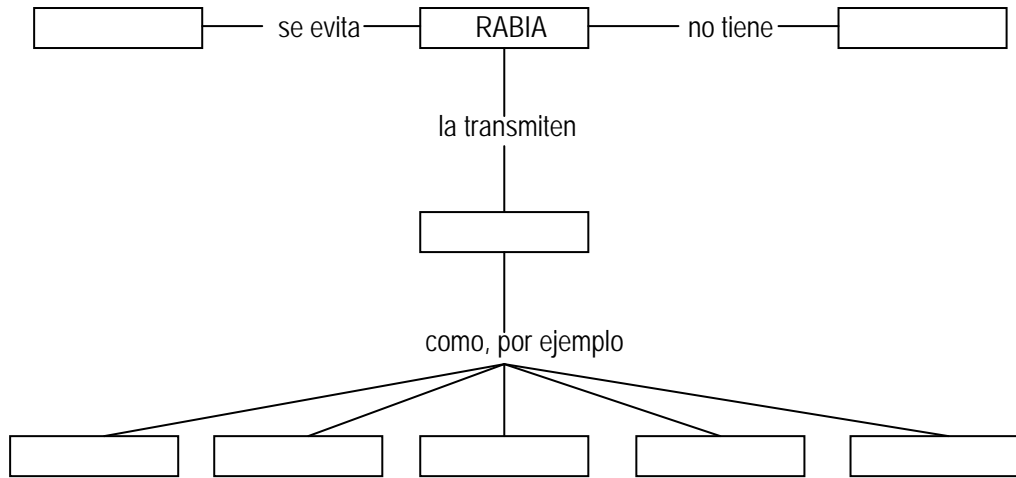 se evita RABIA no tiene
la transmiten
como, por ejemplo